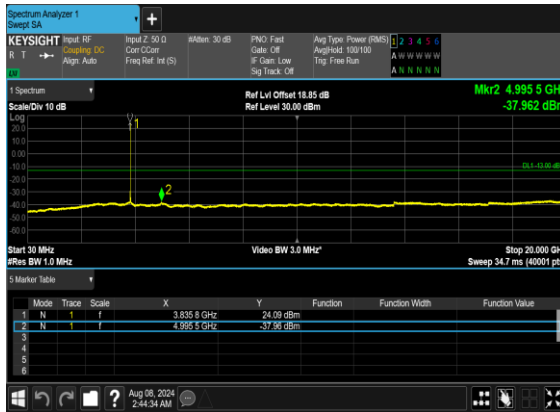 Spectrum Analyzer 1
Swept SA
+
KEYSIGHT Input: RF Input Z: 50 Ω #Atten: 30 dB PNO: Fast Avg Type: Power (RMS) 1 2 3 4 5 6
R T Coupling: DC Corr CCorr Gate: Off Avg|Hold: 100/100 A W W W W W
Align: Auto Freq Ref: Int (S) IF Gain: Low Trig: Free Run
Sig Track: Off A N N N N N
1 Spectrum Ref Lvl Offset 18.85 dB Mkr2 4.995 5 GH
Scale/Div 10 dB Ref Level 30.00 dBm -37.962 dBr
Log
20.0 1
10.0
0.00
-10.0 DL1 -13.00 dB
-20.0
-30.0 2
-40.0
-50.0
-60.0
Start 30 MHz Video BW 3.0 MHz* Stop 20.000 GH
#Res BW 1.0 MHz Sweep 34.7 ms (40001 pt
5 Marker Table
Mode Trace Scale X Y Function Function Width Function Value
1 N 1 f 3.835 8 GHz 24.09 dBm
2 N 1 f 4.995 5 GHz -37.96 dBm
3
4
5
6
? Aug 08, 2024
2:44:34 AM